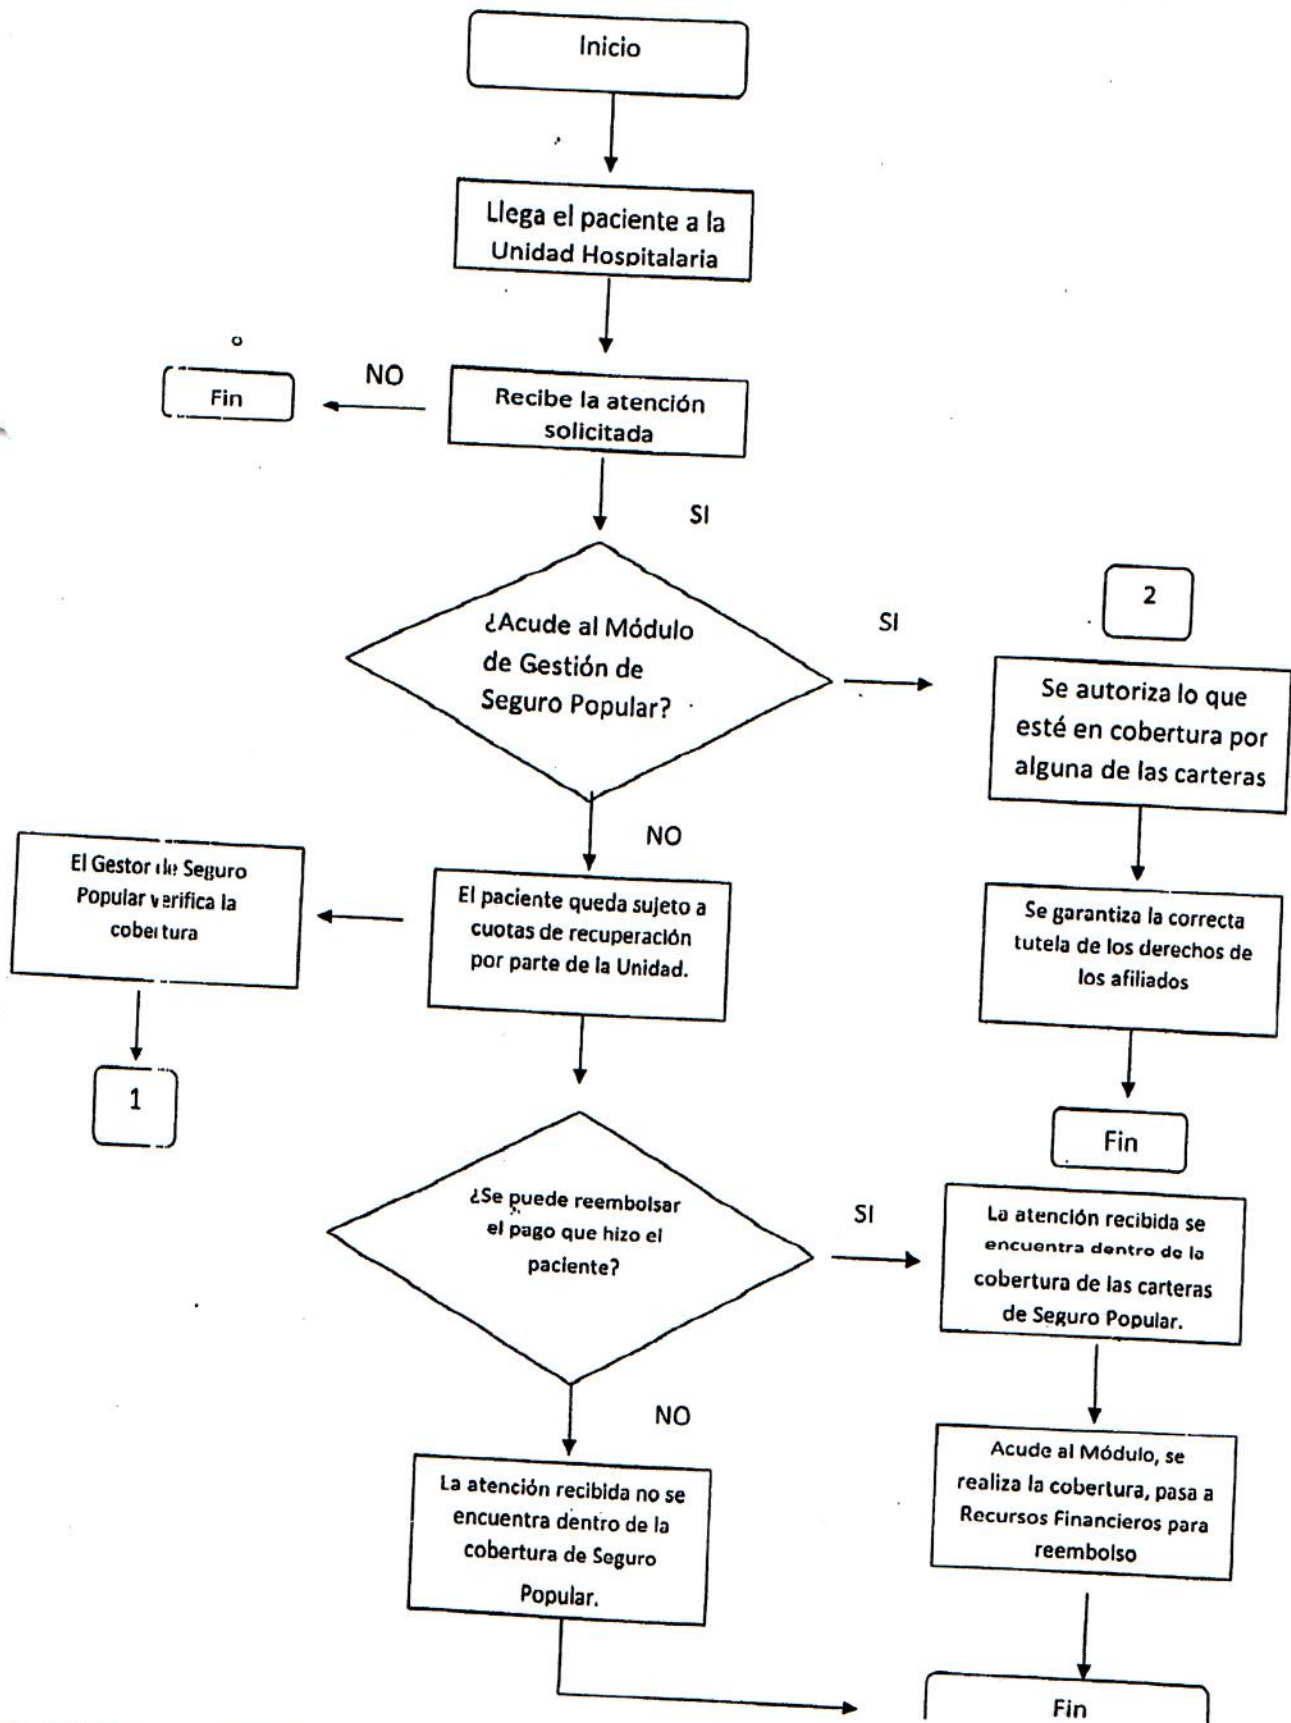 Inicio
Llega el paciente a la
Unidad Hospitalaria
Fin
NO
Recibe la atención
solicitada
SI
¿Acude al Módulo
de Gestión de
Seguro Popular?
SI
2
Se autoriza lo que
esté en cobertura por
alguna de las carteras
NO
El Gestor de Seguro
Popular verifica la
cobertura
El paciente queda sujeto a
cuotas de recuperación
por parte de la Unidad.
Se garantiza la correcta
tutela de los derechos de
los afiliados
1
Fin
¿Se puede reembolsar
el pago que hizo el
paciente?
SI
La atención recibida se
encuentra dentro de la
cobertura de las carteras
de Seguro Popular.
NO
La atención recibida no se
encuentra dentro de la
cobertura de Seguro
Popular.
Acude al Módulo, se
realiza la cobertura, pasa a
Recursos Financieros para
reembolso
Fin